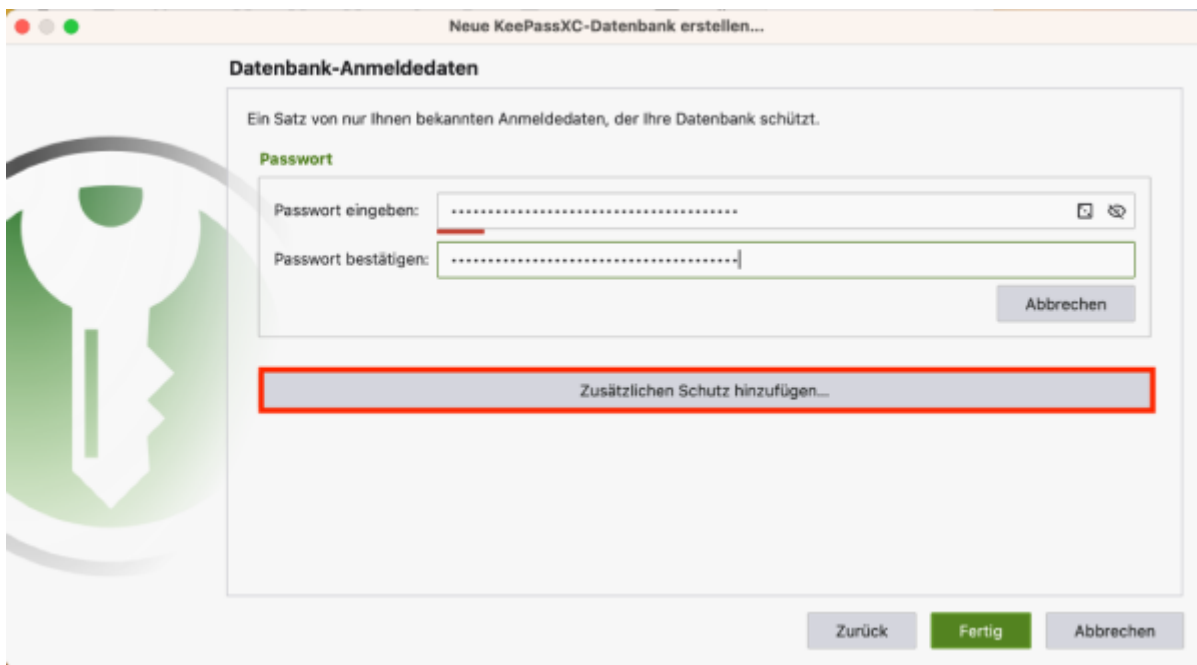 Neue KeePassXC-Datenbank erstellen...
Datenbank-Anmeldedaten
Ein Satz von nur Ihnen bekannten Anmeldedaten, der Ihre Datenbank schützt.
Passwort
Passwort eingeben:
Passwort bestätigen:
Abbrechen
Zusätzlichen Schutz hinzufügen...
Zurück Fertig Abbrechen